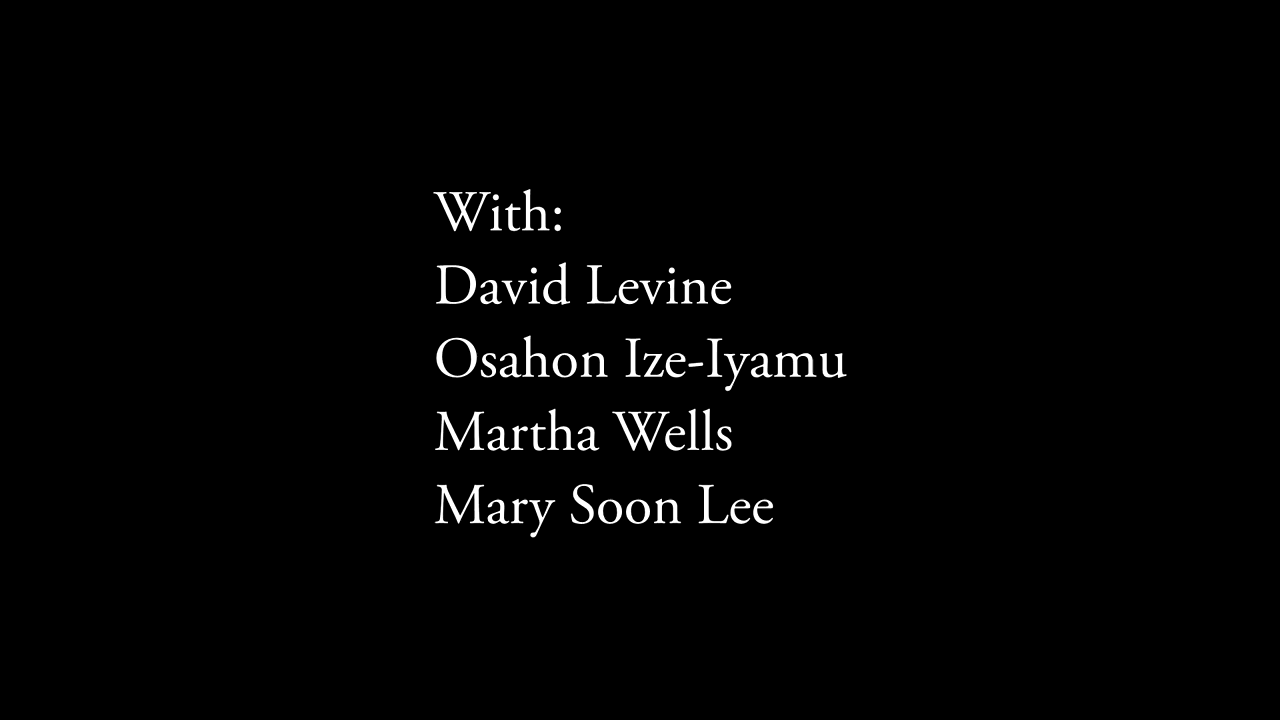 With:
David Levine
Osahon Ize-Iyamu
Martha Wells
Mary Soon Lee